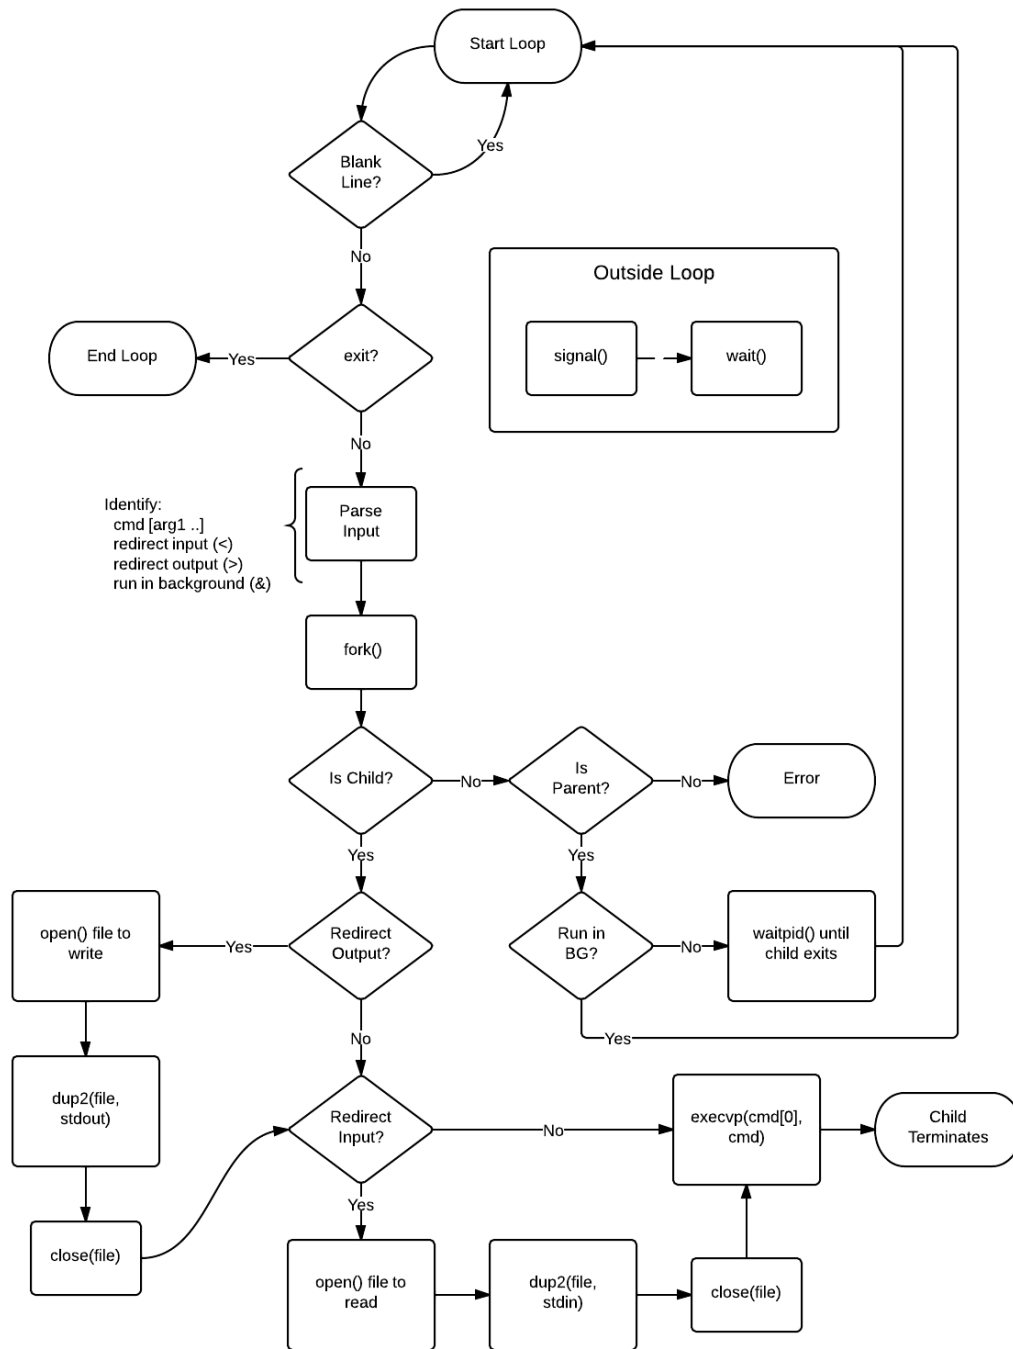 Start Loop
Yes
Blank
Line?
No
Outside Loop
signal()
wait()
End Loop
Yes
exit?
No
Identify:
cmd [arg1 ..]
redirect input (<)
redirect output (>)
run in background (&)
Parse
Input
fork()
Is Child?
No
Is
Parent?
No
Error
Yes
Yes
open() file to
write
Yes
Redirect
Output?
Run in
BG?
No
waitpid() until
child exits
No
Yes
dup2(file,
stdout)
Redirect
Input?
No
execvp(cmd[0],
cmd)
Child
Terminates
Yes
close(file)
open() file to
read
dup2(file,
stdin)
close(file)